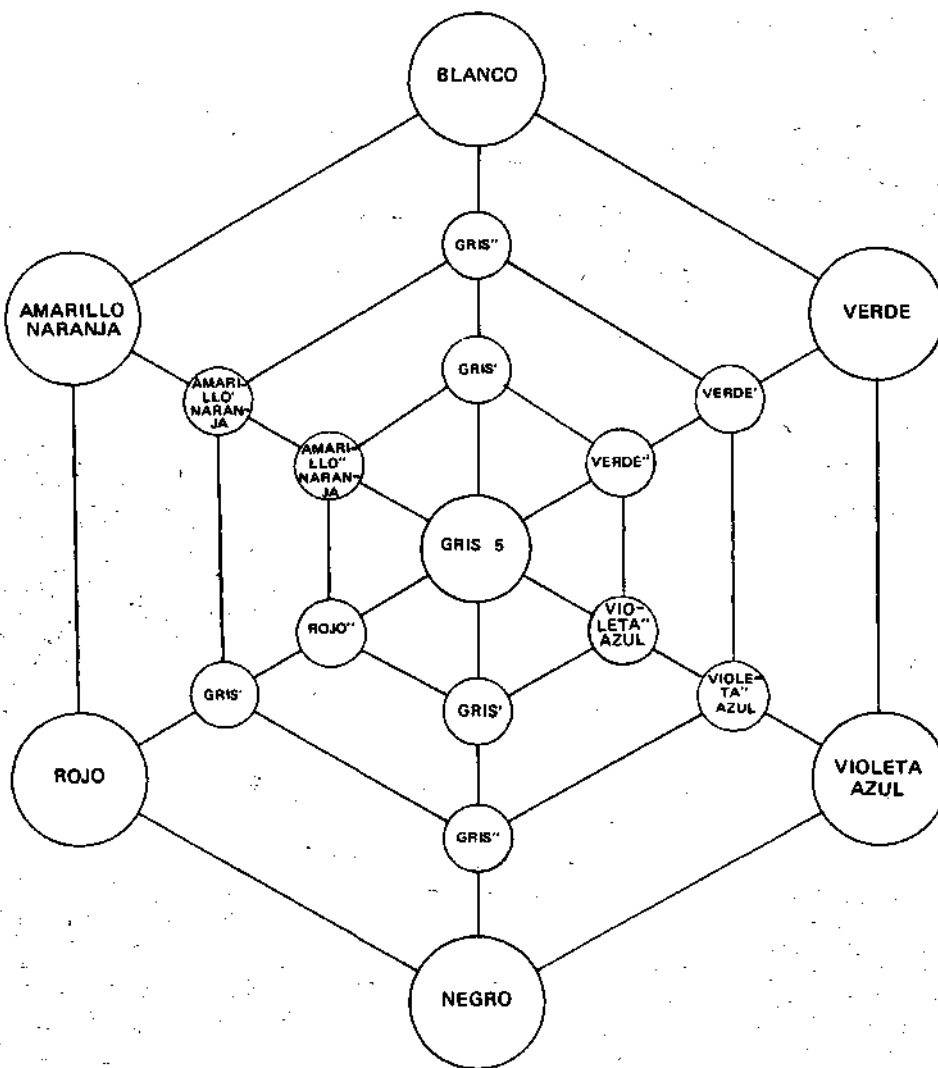 BLANCO
GRIS"
AMARILLO
NARANJA
VERDE
GRIS'
AMARI-
LLO'
NARAN-
JA
VERDE'
AMARI-
LLO"
NARAN-
JA
VERDE"
GRIS 5
ROJO"
VIO-
LETA"
AZUL
GRIS'
VIOLE-
TA"
AZUL
GRIS'
ROJO
VIOLETA
AZUL
GRIS"
NEGRO